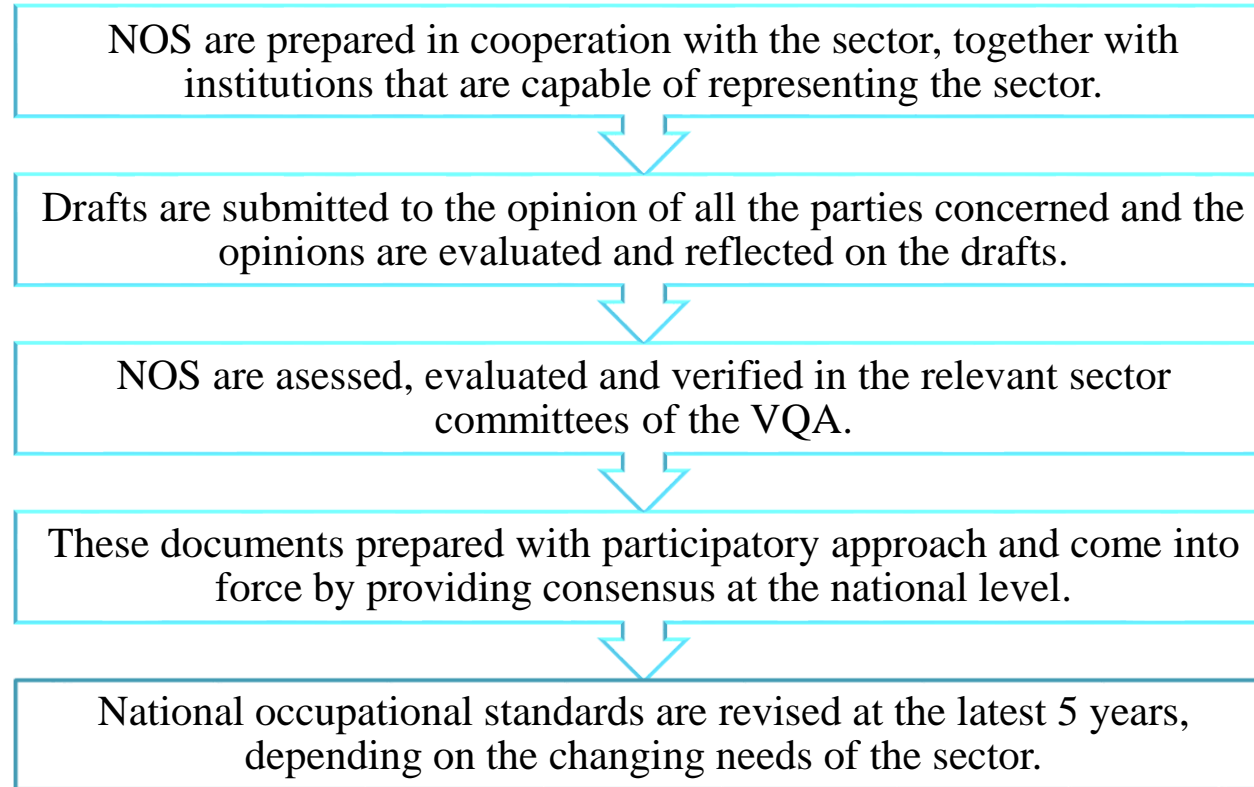 NOS are prepared in cooperation with the sector, together with
institutions that are capable of representing the sector.
Drafts are submitted to the opinion of all the parties concerned and the
opinions are evaluated and reflected on the drafts.
NOS are asessed, evaluated and verified in the relevant sector
committees of the VQA.
These documents prepared with participatory approach and come into
force by providing consensus at the national level.
National occupational standards are revised at the latest 5 years,
depending on the changing needs of the sector.